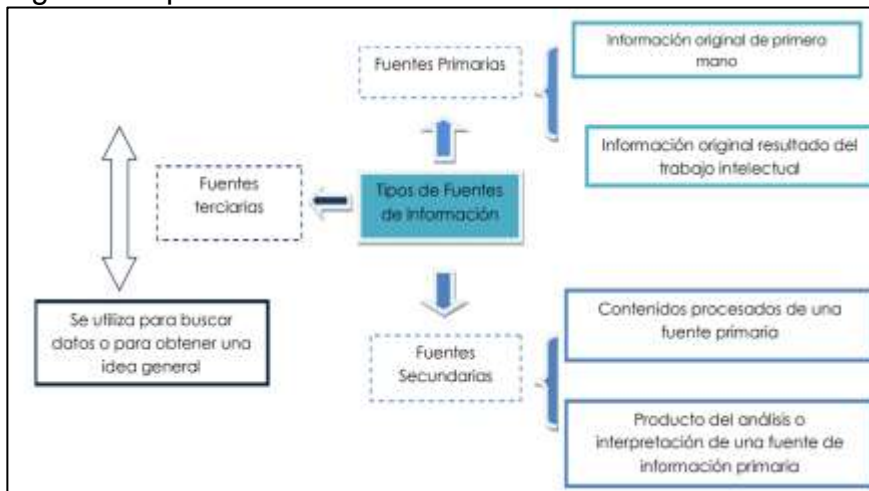 Fuentes Primarias
Información original de primera
mano
Información original resultado del
trabajo intelectual
Fuentes
terciarias
Tipos de Fuentes
de Información
Se utiliza para buscar
datos o para obtener una
idea general
Fuentes
Secundarias
Contenidos procesados de una
fuente primaria
Producto del análisis o
interpretación de una fuente de
información primaria